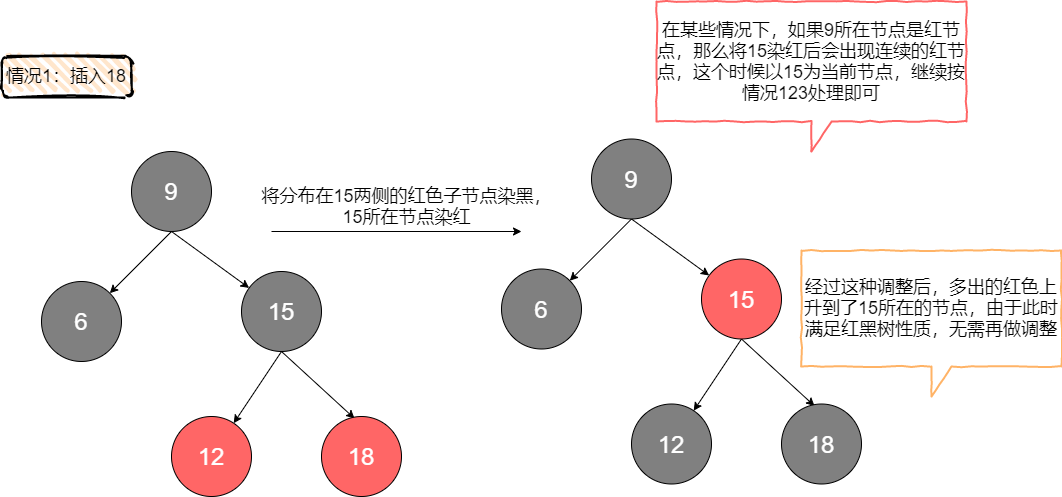 在某些情况下，如果9所在节点是红节
点，那么将15染红后会出现连续的红节
点，这个时候以15为当前节点，继续按
情况123处理即可
情况1：插入18
9
6
15
12
18
将分布在15两侧的红色子节点染黑，
15所在节点染红
9
6
15
12
18
经过这种调整后，多出的红色上
升到了15所在的节点，由于此时
满足红黑树性质，无需再做调整